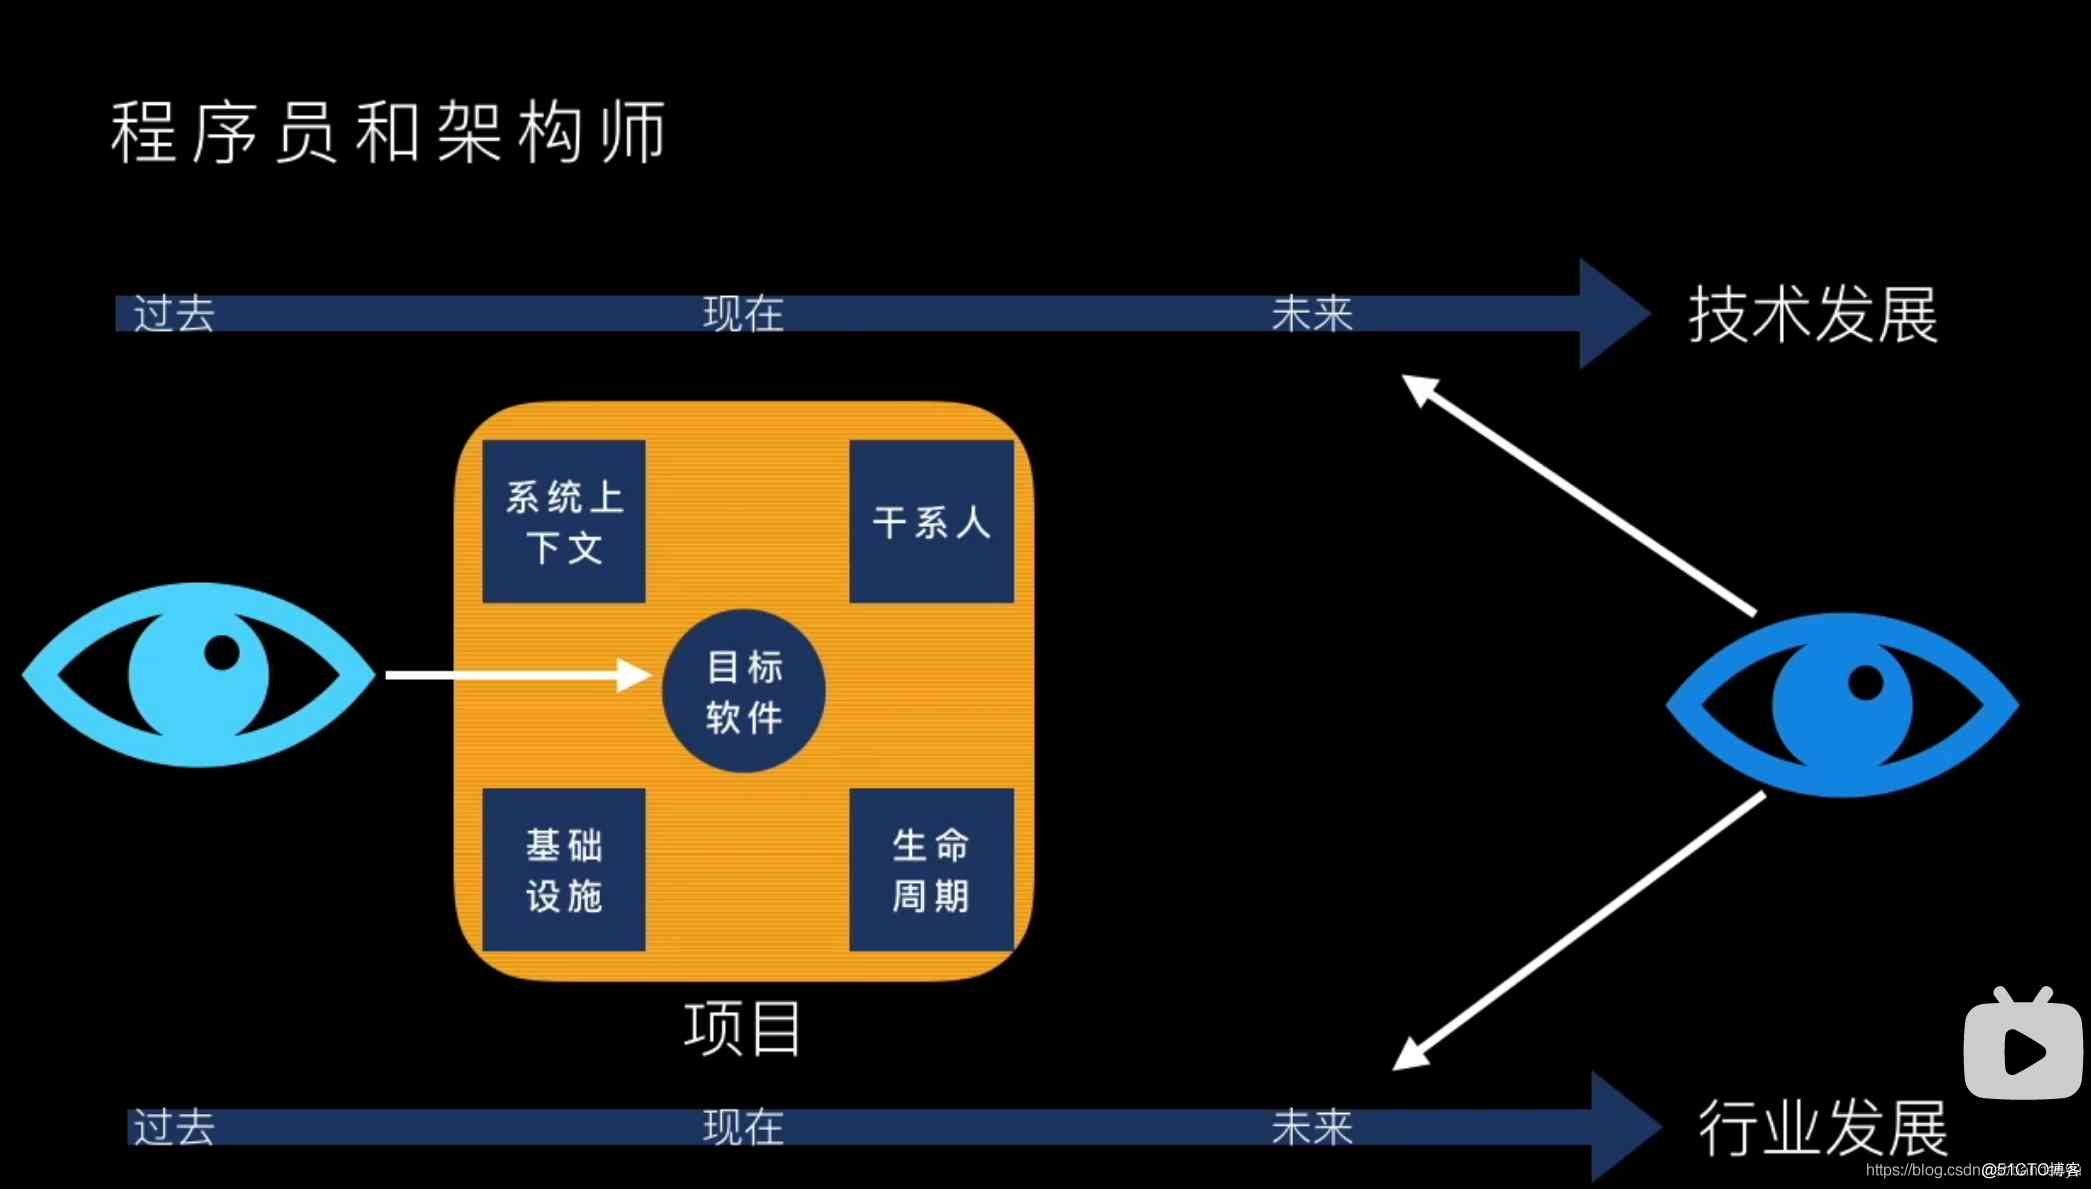 程序员和架构师
过去 现在 未来 技术发展
系统上
下文
干系人
目标
软件
基础
设施
生命
周期
项目
过去 现在 未来 行业发展
https://blog.csdn
@51CTO博客